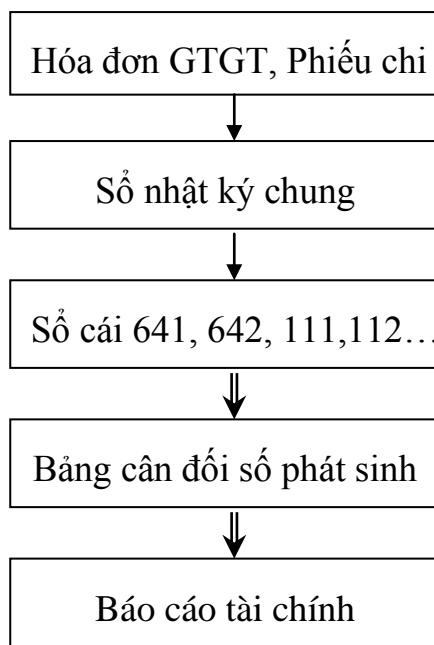 Hóa đơn GTGT, Phiếu chi
Sổ nhật ký chung
Sổ cái 641, 642, 111,112…
Bảng cân đối số phát sinh
Báo cáo tài chính